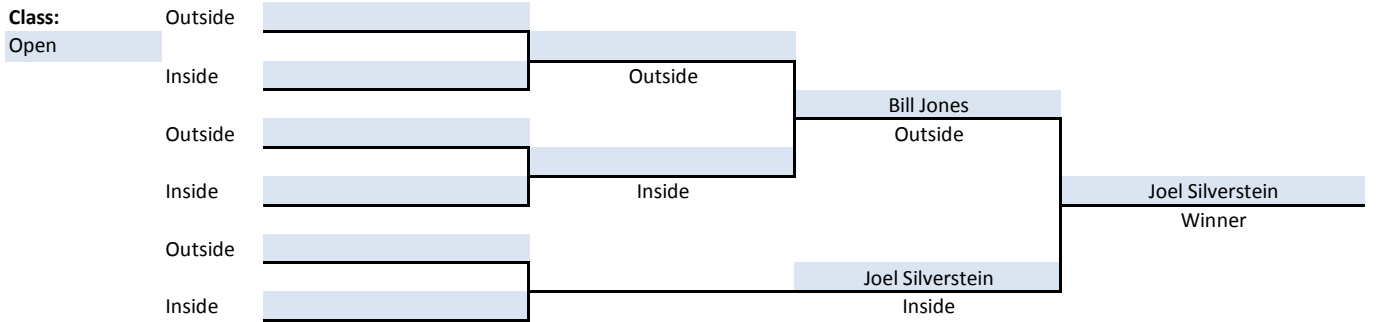 Class: Outside
Open
Inside Outside
Bill Jones
Outside Outside
Inside Inside Joel Silverstein
Winner
Outside
Joel Silverstein
Inside Inside